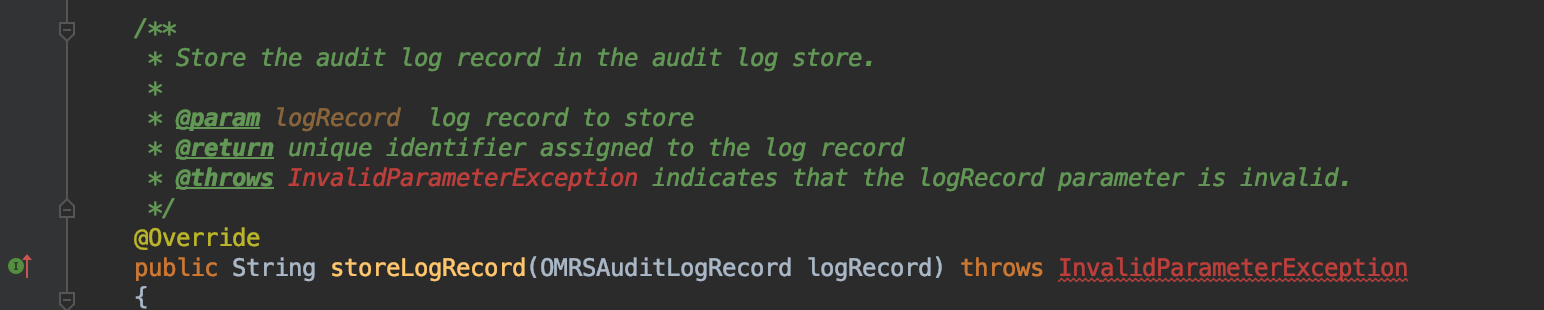 /**
 * Store the audit log record in the audit log store.
 *
 * @param logRecord  log record to store
 * @return unique identifier assigned to the log record
 * @throws InvalidParameterException indicates that the logRecord parameter is invalid.
 */
@Override
public String storeLogRecord(OMRSAuditLogRecord logRecord) throws InvalidParameterException
{